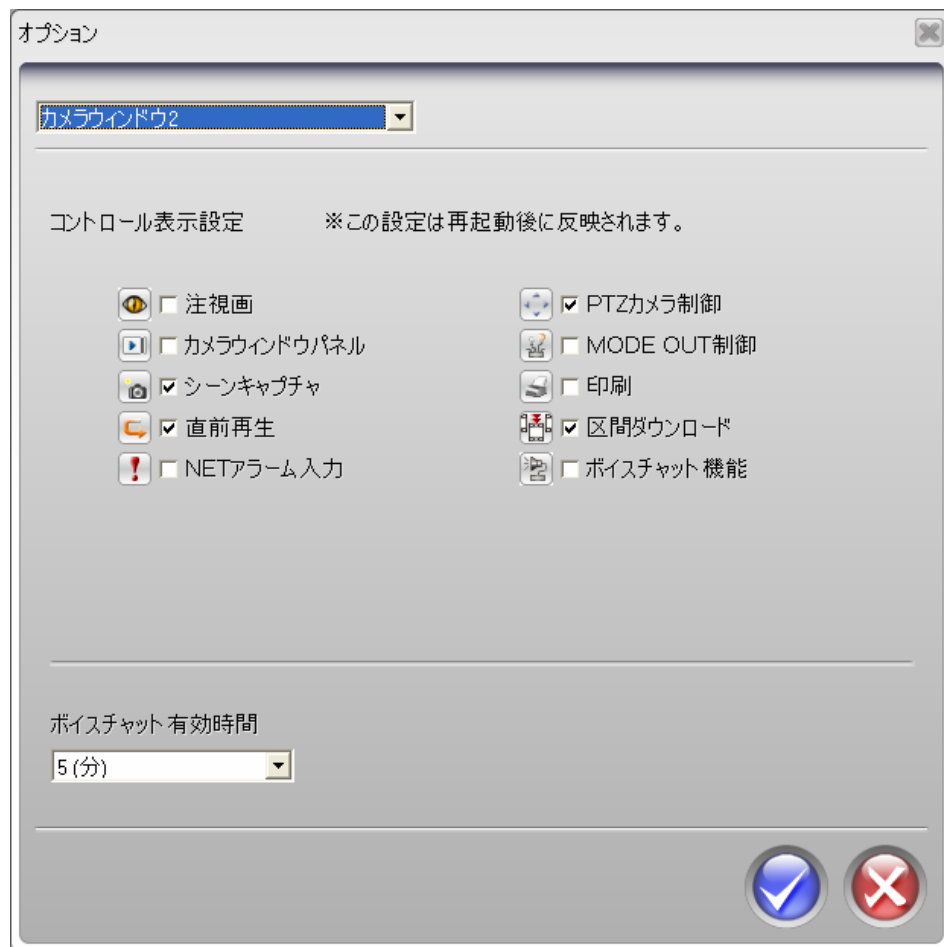 オプション
カメラウィンドウ2
コントロール表示設定 ※この設定は再起動後に反映されます。
注視画 PTZカメラ制御
カメラウィンドウパネル MODE OUT制御
シーンキャプチャ 印刷
直前再生 区間ダウンロード
NETアラーム入力 ボイスチャット機能
ボイスチャット有効時間
5 (分)